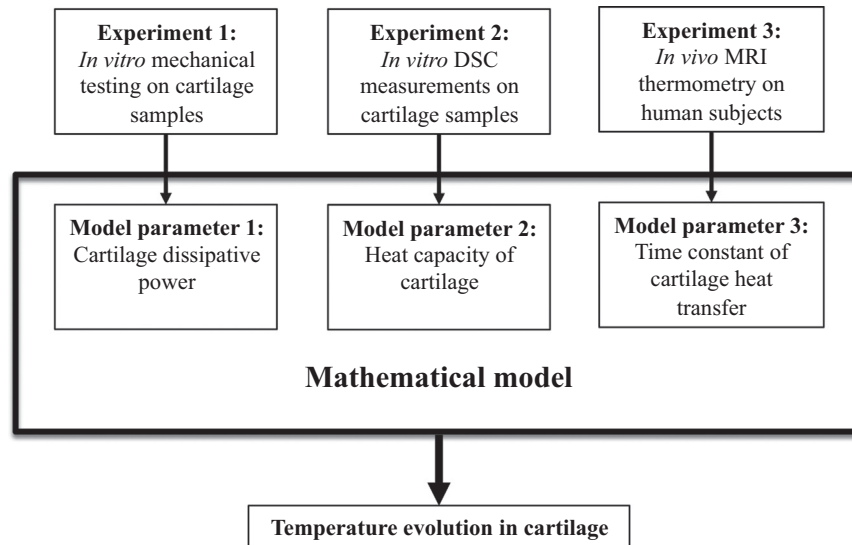 Experiment 1:
In vitro mechanical
testing on cartilage
samples
Experiment 2:
In vitro DSC
measurements on
cartilage samples
Experiment 3:
In vivo MRI
thermometry on
human subjects
Model parameter 1:
Cartilage dissipative
power
Model parameter 2:
Heat capacity of
cartilage
Model parameter 3:
Time constant of
cartilage heat
transfer
Mathematical model
Temperature evolution in cartilage